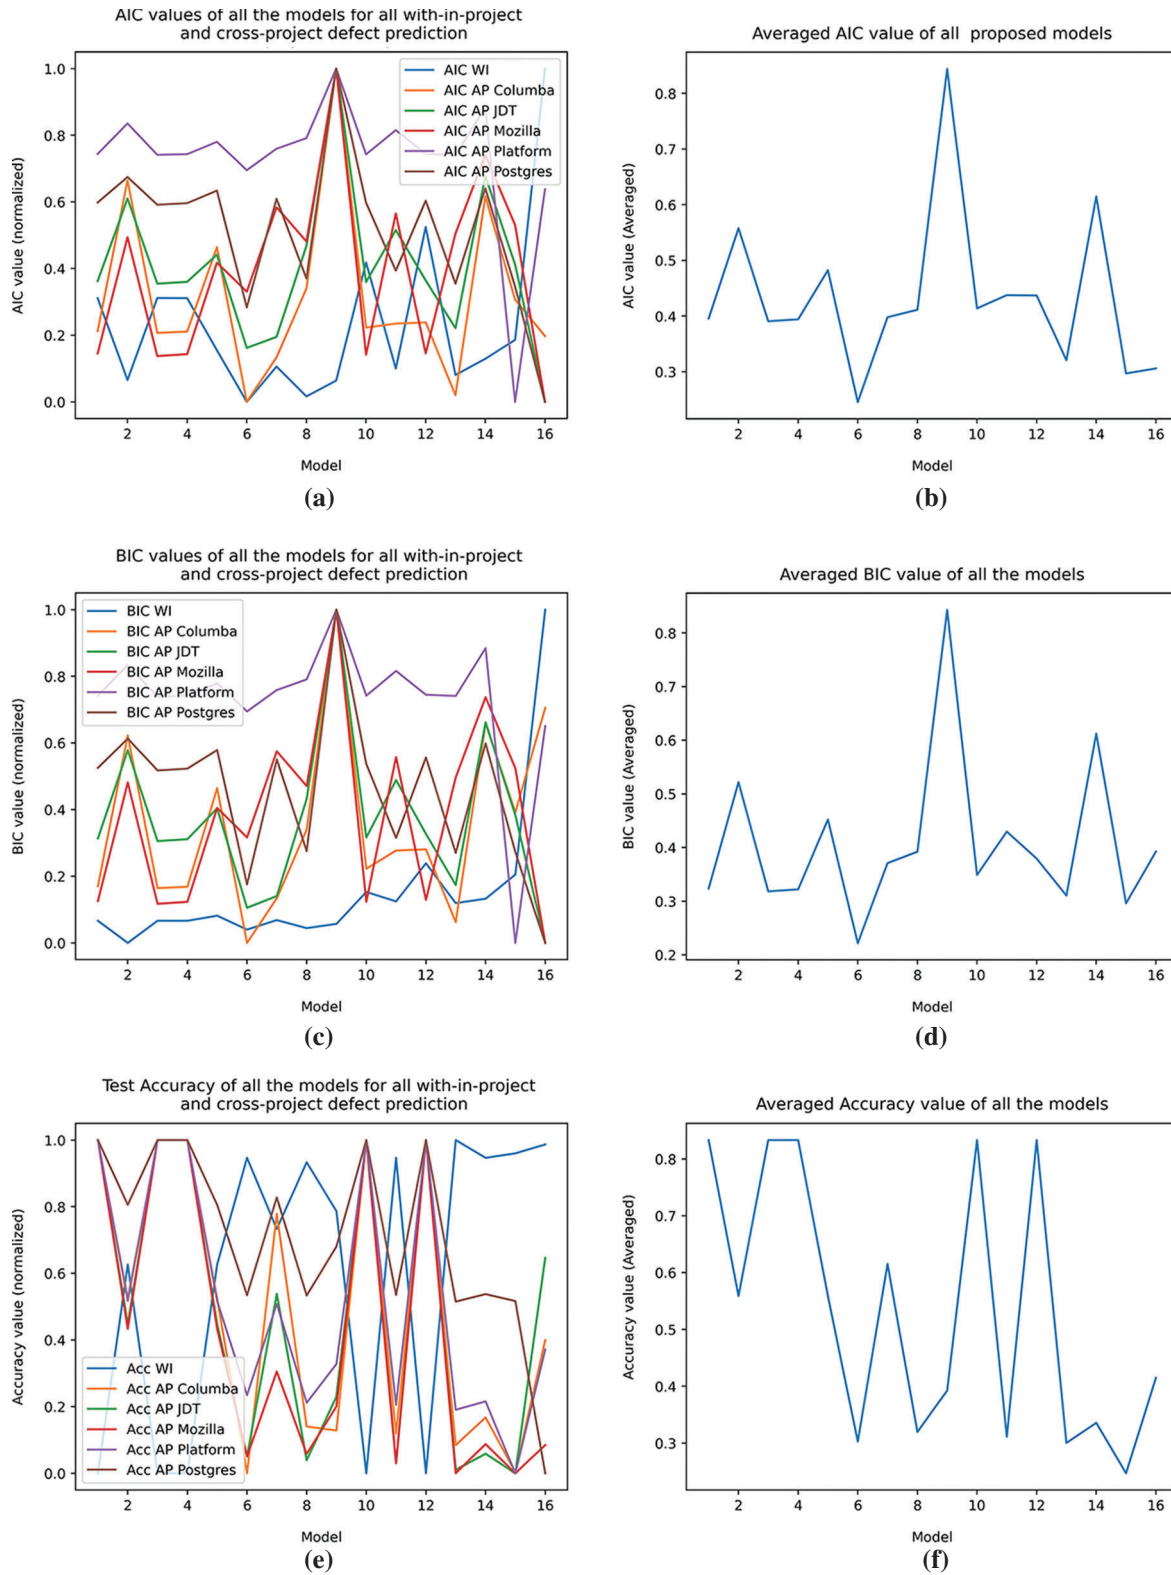 AIC values of all the models for all with-in-project
and cross-project defect prediction
AIC value (normalized)
1.0
0.8
0.6
0.4
0.2
0.0
AIC WI
AIC AP Columba
AIC AP JDT
AIC AP Mozilla
AIC AP Platform
AIC AP Postgres
2 4 6 8 10 12 14 16
Model
(a)
Averaged AIC value of all proposed models
AIC value (Averaged)
0.8
0.7
0.6
0.5
0.4
0.3
2 4 6 8 10 12 14 16
Model
(b)
BIC values of all the models for all with-in-project
and cross-project defect prediction
BIC value (normalized)
1.0
0.8
0.6
0.4
0.2
0.0
BIC WI
BIC AP Columba
BIC AP JDT
BIC AP Mozilla
BIC AP Platform
BIC AP Postgres
2 4 6 8 10 12 14 16
Model
(c)
Averaged BIC value of all the models
BIC value (Averaged)
0.8
0.7
0.6
0.5
0.4
0.3
0.2
2 4 6 8 10 12 14 16
Model
(d)
Test Accuracy of all the models for all with-in-project
and cross-project defect prediction
Accuracy value (normalized)
1.0
0.8
0.6
0.4
0.2
0.0
Acc WI
Acc AP Columba
Acc AP JDT
Acc AP Mozilla
Acc AP Platform
Acc AP Postgres
2 4 6 8 10 12 14 16
Model
(e)
Averaged Accuracy value of all the models
Accuracy value (Averaged)
0.8
0.7
0.6
0.5
0.4
0.3
2 4 6 8 10 12 14 16
Model
(f)